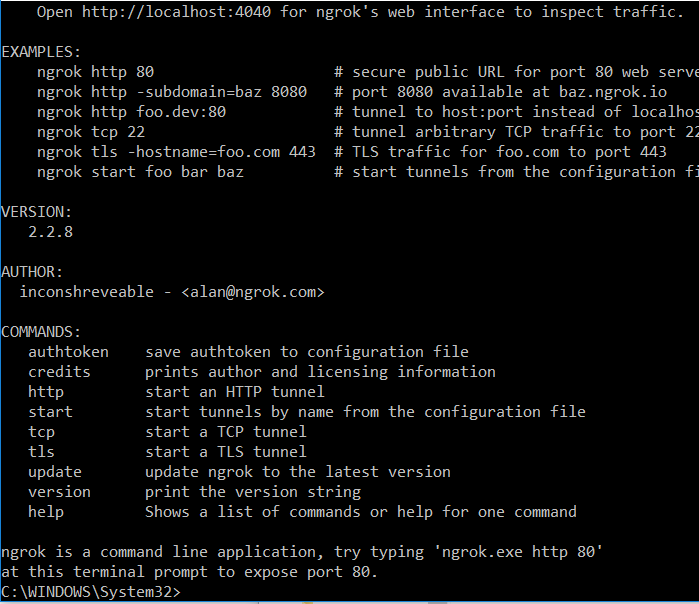 Open http://localhost:4040 for ngrok's web interface to inspect traffic.
EXAMPLES:
ngrok http 80 # secure public URL for port 80 web serve
ngrok http -subdomain=baz 8080 # port 8080 available at baz.ngrok.io
ngrok http foo.dev:80 # tunnel to host:port instead of localhos
ngrok tcp 22 # tunnel arbitrary TCP traffic to port 22
ngrok tls -hostname=foo.com 443 # TLS traffic for foo.com to port 443
ngrok start foo bar baz # start tunnels from the configuration fi
VERSION:
2.2.8
AUTHOR:
inconshreveable - <alan@ngrok.com>
COMMANDS:
authtoken save authtoken to configuration file
credits prints author and licensing information
http start an HTTP tunnel
start start tunnels by name from the configuration file
tcp start a TCP tunnel
tls start a TLS tunnel
update update ngrok to the latest version
version print the version string
help Shows a list of commands or help for one command
ngrok is a command line application, try typing 'ngrok.exe http 80'
at this terminal prompt to expose port 80.
C:\WINDOWS\System32>